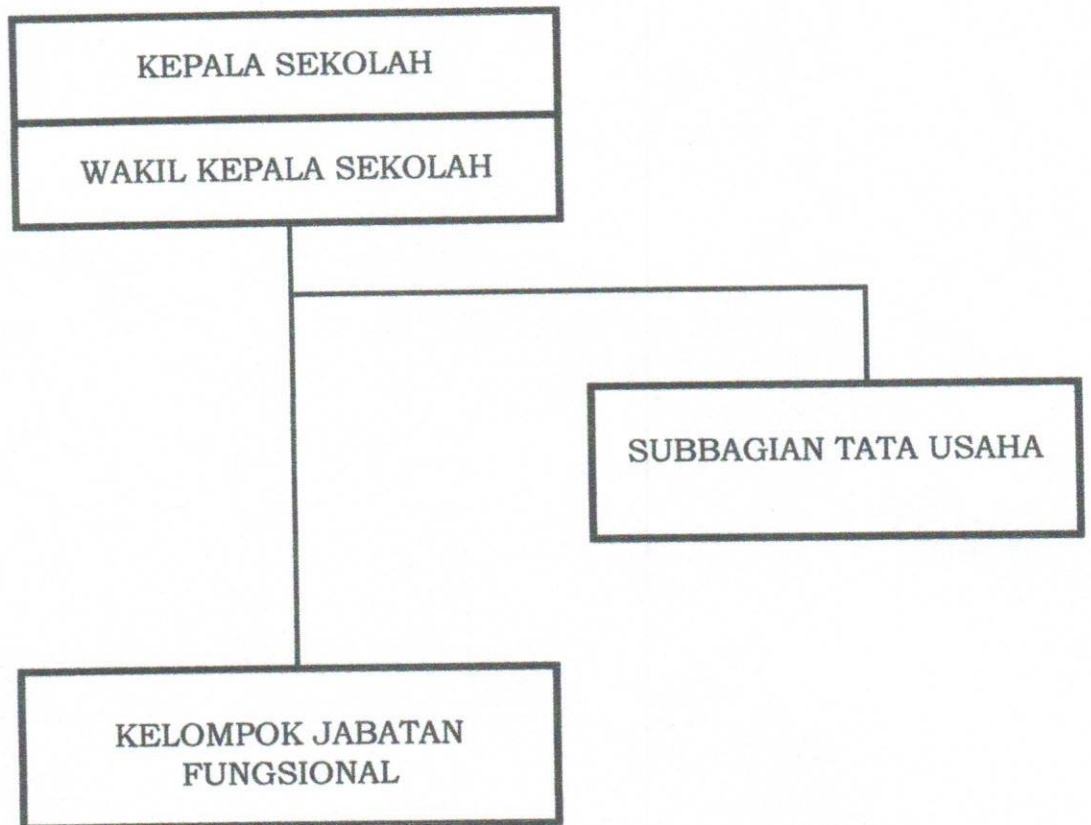 KEPALA SEKOLAH
WAKIL KEPALA SEKOLAH
SUBBAGIAN TATA USAHA
KELOMPOK JABATAN
FUNGSIONAL